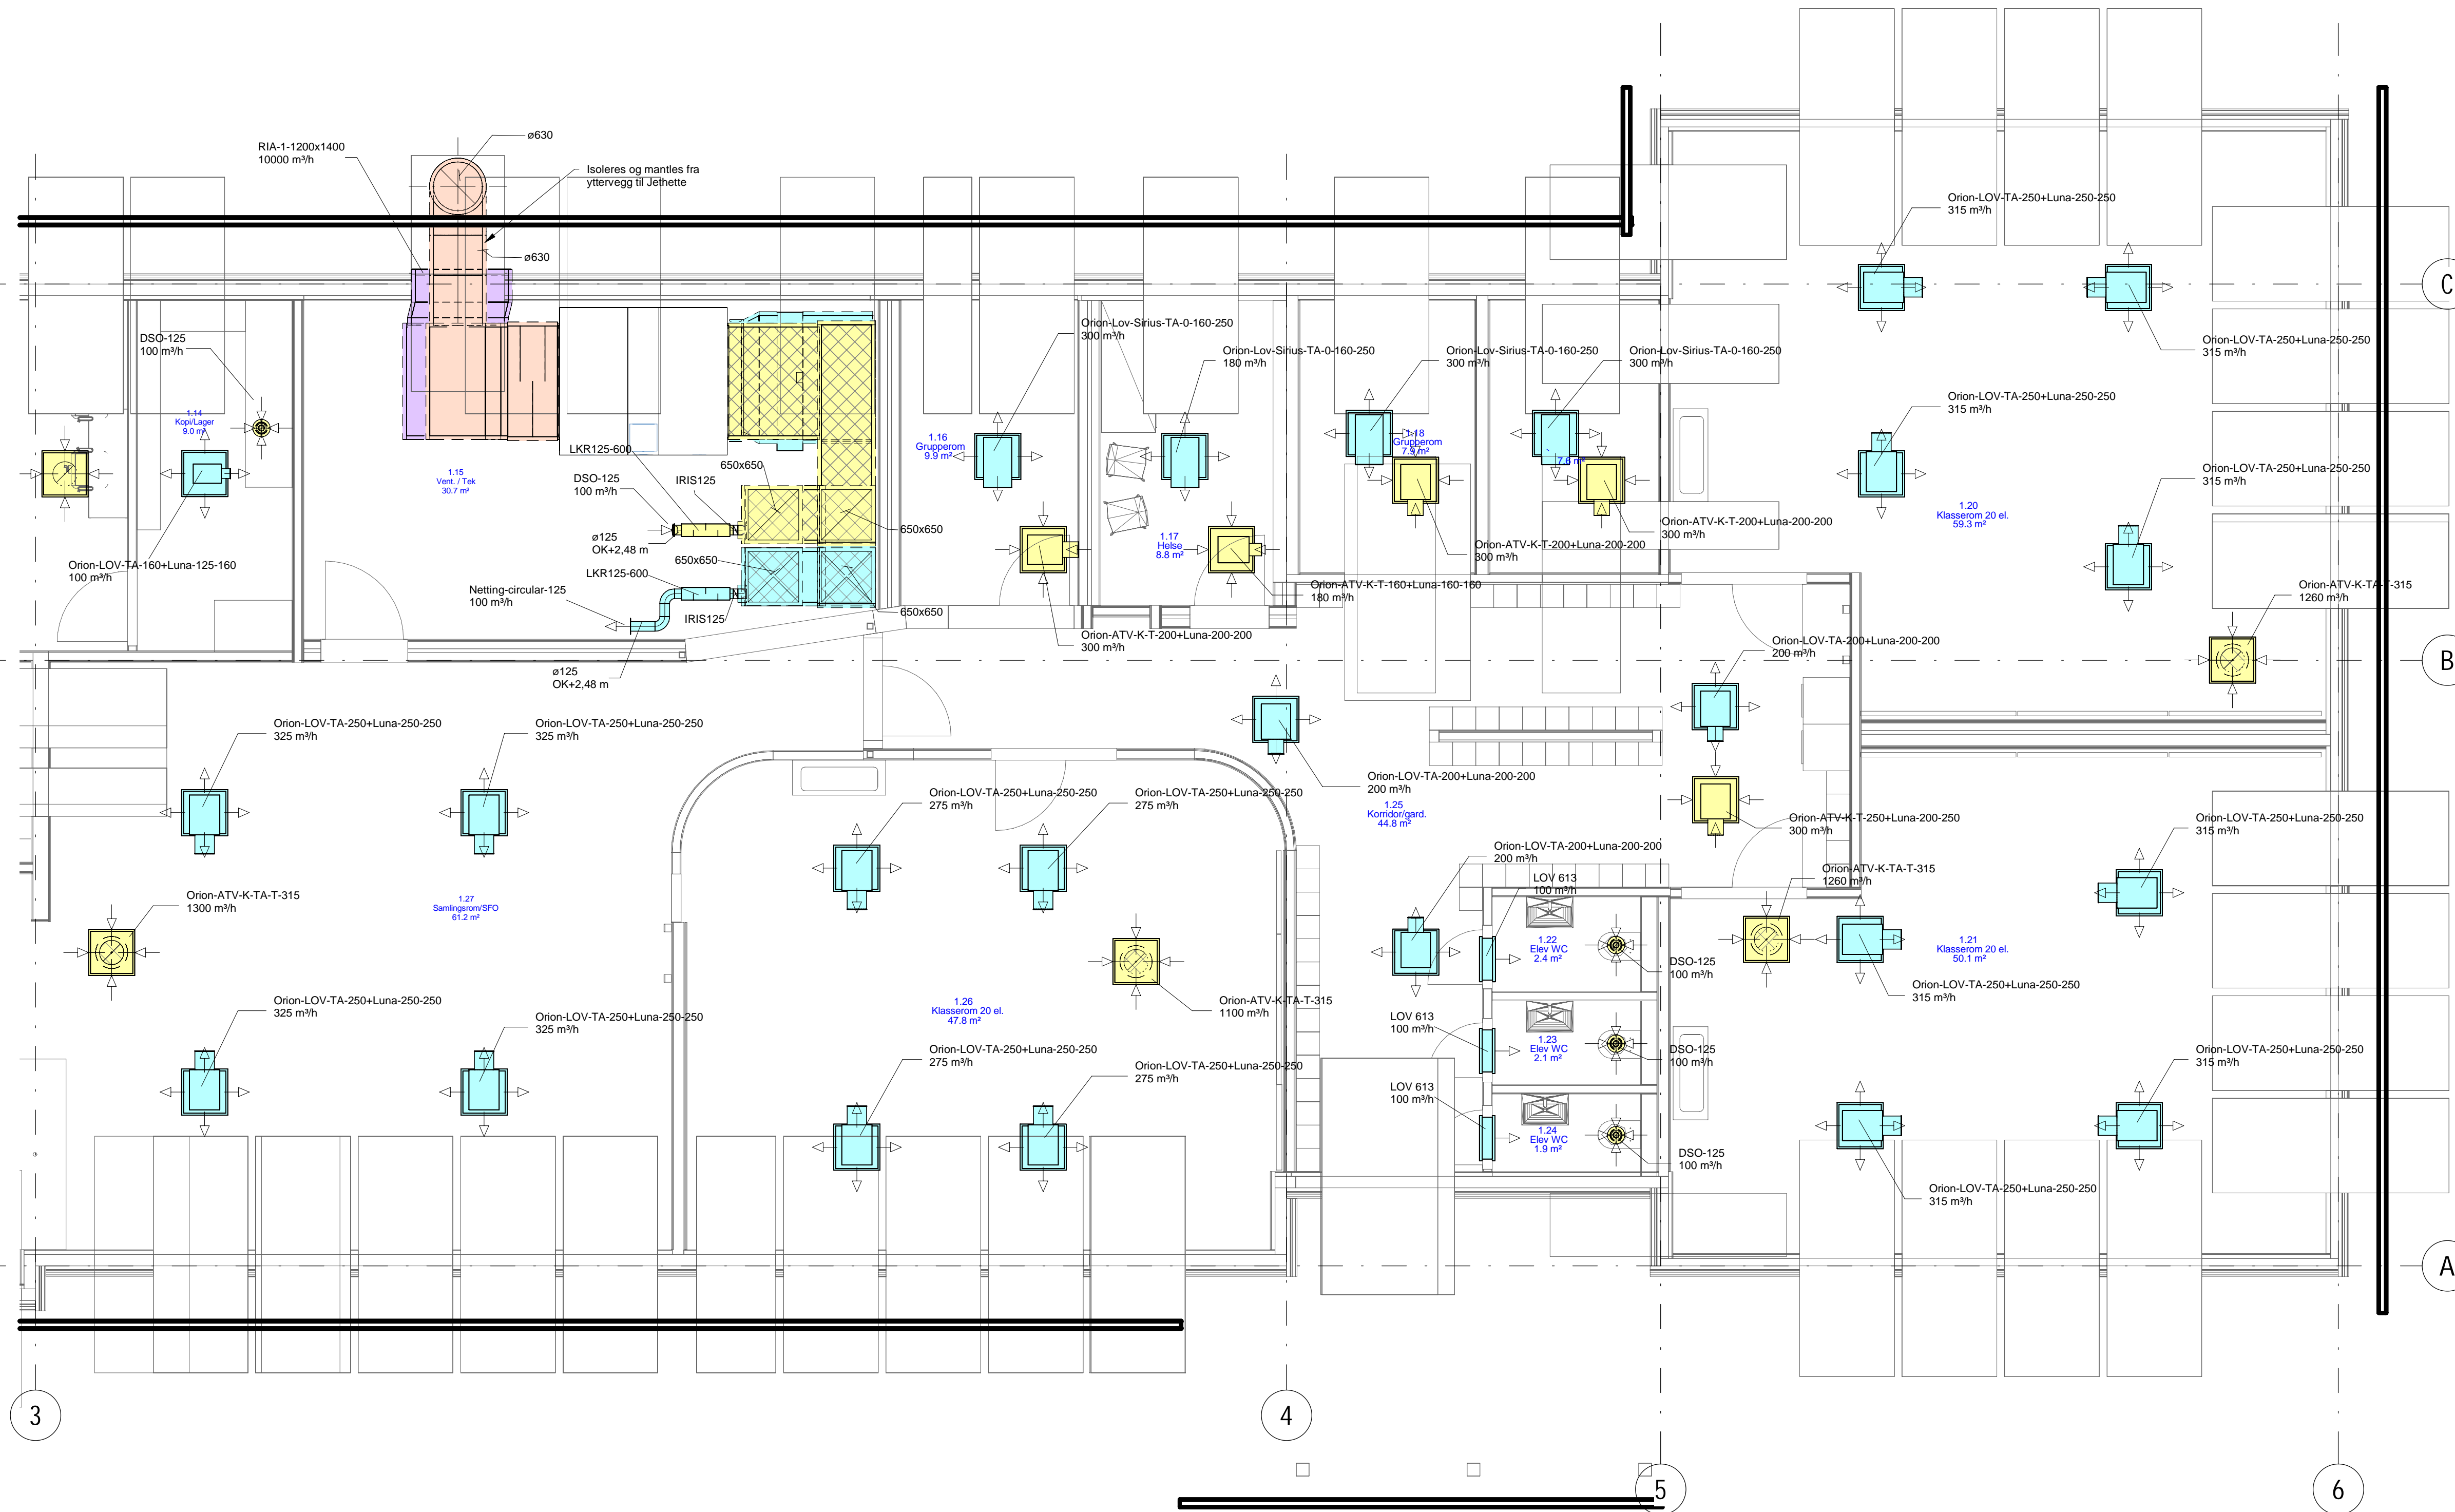 ø630
RIA-1-1200x1400
10000 m³/h
Isoleres og mantles fra
yttervegg til Jethette
ø630
Orion-LOV-TA-250+Luna-250-250
315 m³/h
C
DSO-125
100 m³/h
Orion-Lov-Sirius-TA-0-160-250
300 m³/h
Orion-Lov-Sirius-TA-0-160-250
180 m³/h
Orion-Lov-Sirius-TA-0-160-250
300 m³/h
Orion-Lov-Sirius-TA-0-160-250
300 m³/h
Orion-LOV-TA-250+Luna-250-250
315 m³/h
Orion-LOV-TA-250+Luna-250-250
315 m³/h
1.14
Kopi/Lager
9.0 m²
1.16
Grupperom
9.9 m²
1.18
Grupperom
7.9 m²
7.6 m²
LKR125-600
650x650
1.15
Vent. / Tek
30.7 m²
DSO-125
100 m³/h
IRIS125
Orion-LOV-TA-250+Luna-250-250
315 m³/h
1.20
Klasserom 20 el.
59.3 m²
650x650
ø125
OK+2,48 m
1.17
Helse
8.8 m²
Orion-ATV-K-T-200+Luna-200-200
300 m³/h
Orion-ATV-K-T-200+Luna-200-200
300 m³/h
Orion-LOV-TA-160+Luna-125-160
100 m³/h
650x650
LKR125-600
Netting-circular-125
100 m³/h
IRIS125
650x650
Orion-ATV-K-T-160+Luna-160-160
180 m³/h
Orion-ATV-K-TA-T-315
1260 m³/h
Orion-ATV-K-T-200+Luna-200-200
300 m³/h
Orion-LOV-TA-200+Luna-200-200
200 m³/h
B
ø125
OK+2,48 m
Orion-LOV-TA-250+Luna-250-250
325 m³/h
Orion-LOV-TA-250+Luna-250-250
325 m³/h
Orion-LOV-TA-250+Luna-250-250
275 m³/h
Orion-LOV-TA-250+Luna-250-250
275 m³/h
Orion-LOV-TA-200+Luna-200-200
200 m³/h
1.25
Korridor/gard.
44.8 m²
Orion-ATV-K-T-250+Luna-200-250
300 m³/h
Orion-LOV-TA-250+Luna-250-250
315 m³/h
Orion-LOV-TA-200+Luna-200-200
200 m³/h
LOV 613
100 m³/h
Orion-ATV-K-TA-T-315
1260 m³/h
Orion-ATV-K-TA-T-315
1300 m³/h
1.27
Samlingsrom/SFO
61.2 m²
1.22
Elev WC
2.4 m²
DSO-125
100 m³/h
1.21
Klasserom 20 el.
50.1 m²
Orion-LOV-TA-250+Luna-250-250
315 m³/h
Orion-LOV-TA-250+Luna-250-250
325 m³/h
Orion-LOV-TA-250+Luna-250-250
325 m³/h
1.26
Klasserom 20 el.
47.8 m²
Orion-ATV-K-TA-T-315
1100 m³/h
LOV 613
100 m³/h
1.23
Elev WC
2.1 m²
DSO-125
100 m³/h
Orion-LOV-TA-250+Luna-250-250
275 m³/h
Orion-LOV-TA-250+Luna-250-250
275 m³/h
Orion-LOV-TA-250+Luna-250-250
315 m³/h
LOV 613
100 m³/h
1.24
Elev WC
1.9 m²
DSO-125
100 m³/h
Orion-LOV-TA-250+Luna-250-250
315 m³/h
A
3
4
5
6